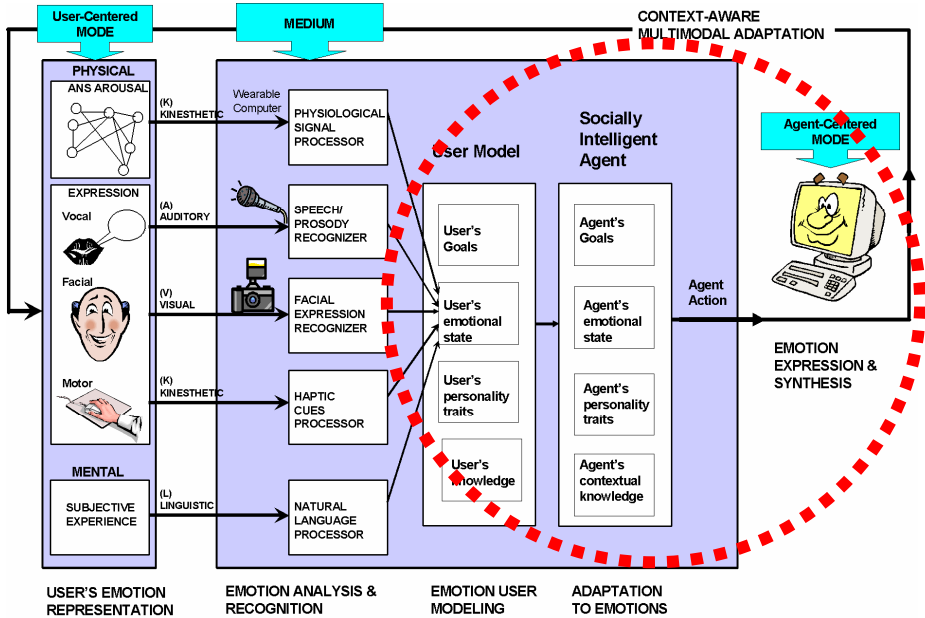 User-Centered
MODE
MEDIUM
CONTEXT-AWARE
MULTIMODAL ADAPTATION
PHYSICAL
ANS AROUSAL
(K)
KINESTHETIC
Wearable
Computer
PHYSIOLOGICAL
SIGNAL
PROCESSOR
EXPRESSION
Vocal
(A)
AUDITORY
SPEECH/
PROSODY
RECOGNIZER
Facial
(V)
VISUAL
FACIAL
EXPRESSION
RECOGNIZER
Motor
(K)
KINESTHETIC
HAPTIC
CUES
PROCESSOR
MENTAL
SUBJECTIVE
EXPERIENCE
(L)
LINGUISTIC
NATURAL
LANGUAGE
PROCESSOR
User Model
User's
Goals
User's
emotional
state
User's
personality
traits
User's
knowledge
Socially
Intelligent
Agent
Agent's
Goals
Agent's
emotional
state
Agent's
personality
traits
Agent's
contextual
knowledge
Agent
Action
Agent-Centered
MODE
EMOTION
EXPRESSION &
SYNTHESIS
USER'S EMOTION
REPRESENTATION
EMOTION ANALYSIS &
RECOGNITION
EMOTION USER
MODELING
ADAPTATION
TO EMOTIONS